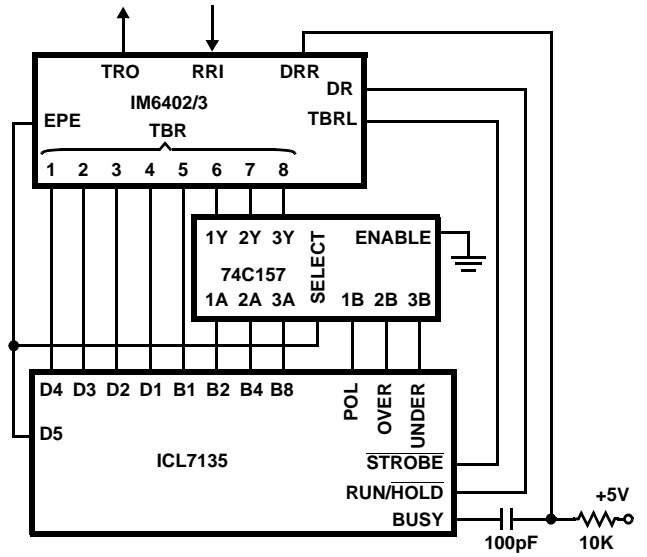 TRO RRI DRR
DR
IM6402/3
TBRL
EPE
TBR
1 2 3 4 5 6 7 8
1Y 2Y 3Y SELECT ENABLE
74C157
1A 2A 3A 1B 2B 3B
D4 D3 D2 D1 B1 B2 B4 B8 POL OVER UNDER
D5
ICL7135
STROBE
RUN/HOLD
+5V
BUSY
100pF 10K